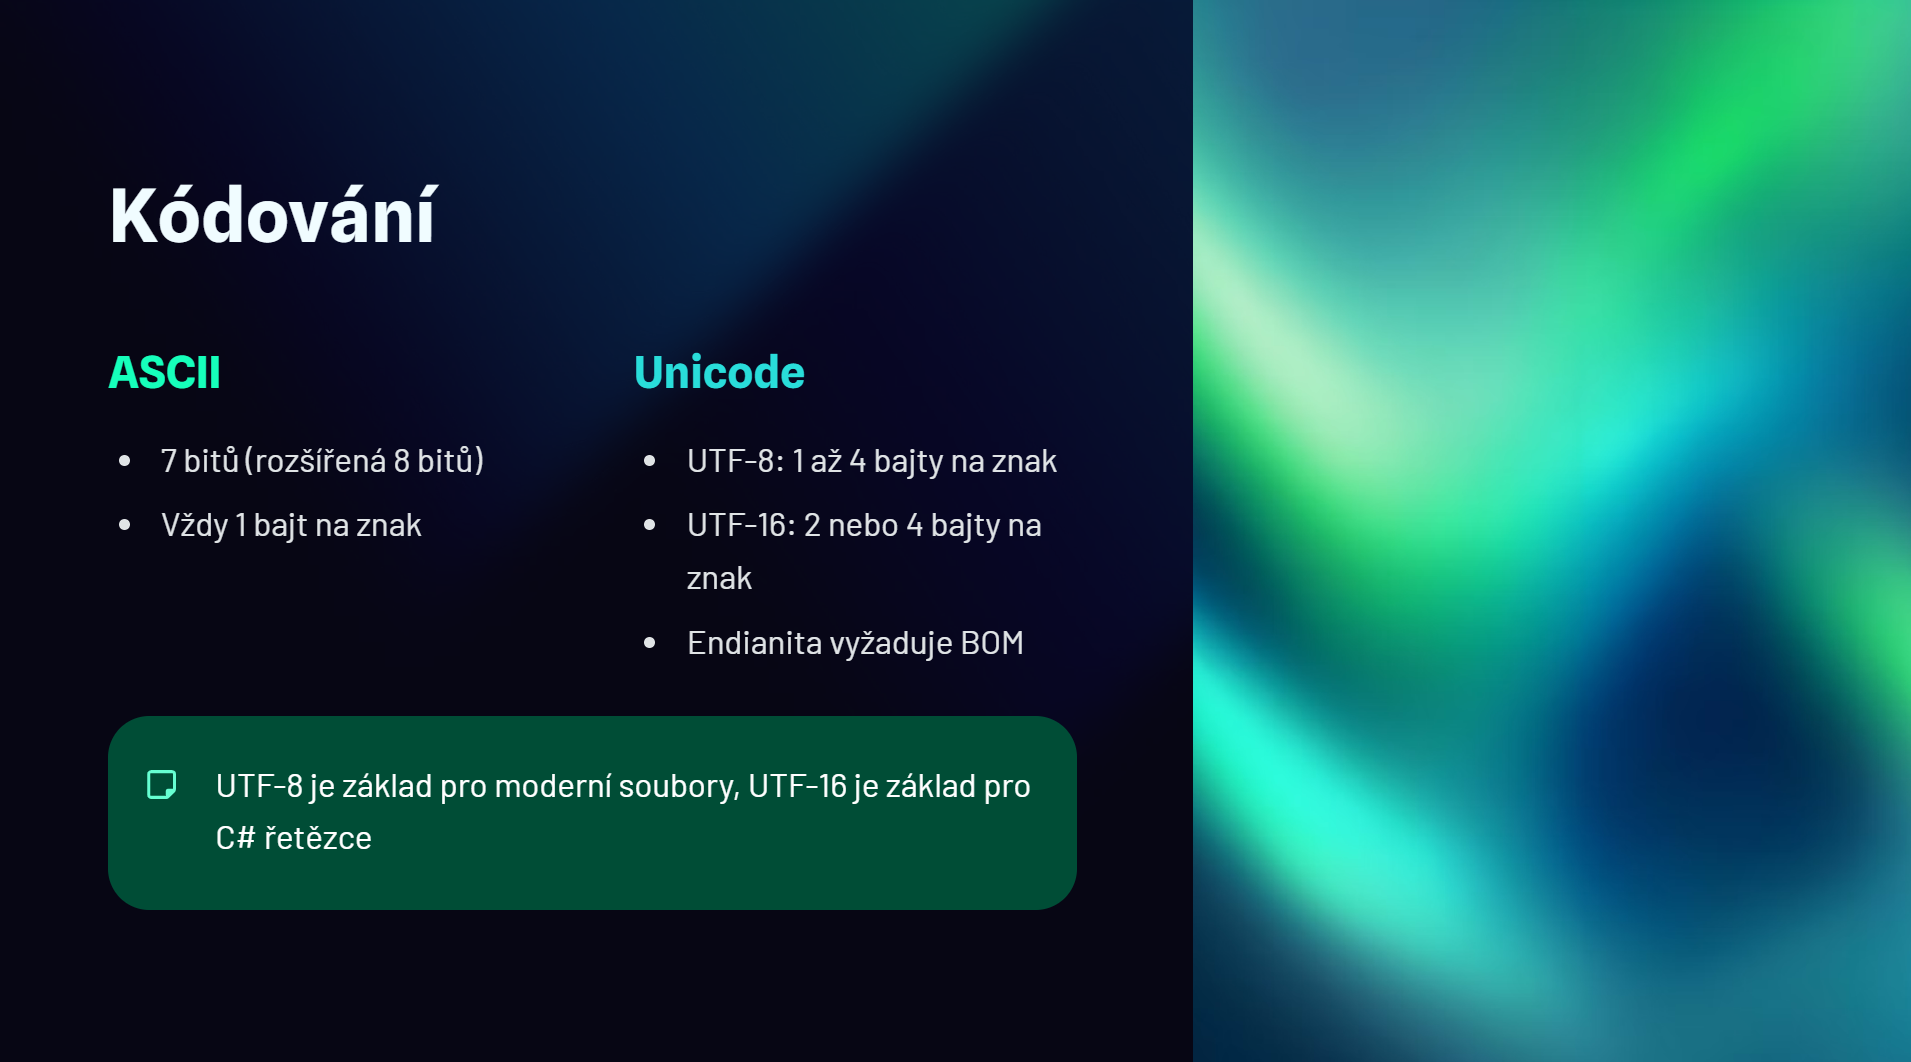 Kódování
ASCII
7 bitů (rozšířená 8 bitů)
Vždy 1 bajt na znak
Unicode
UTF-8: 1 až 4 bajty na znak
UTF-16: 2 nebo 4 bajty na
znak
Endianita vyžaduje BOM
UTF-8 je základ pro moderní soubory, UTF-16 je základ pro
C# řetězce